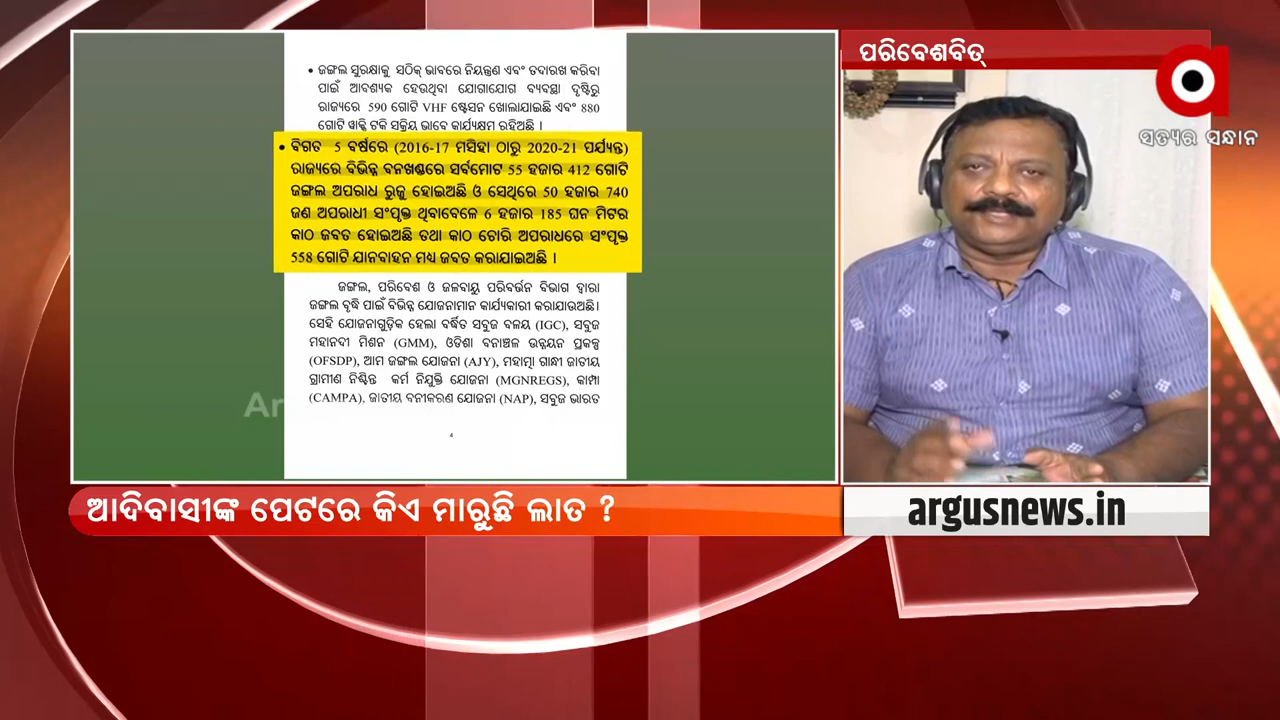 • ଜଙ୍ଗଲ ସୁରକ୍ଷାକୁ ସଠିକ୍ ଭାବରେ ନିୟନ୍ତ୍ରଣ ଏବଂ ତଦାରଖ କରିବା
ପାଇଁ ଆବଶ୍ୟକ ହେଉଥିବା ଯୋଗାଯୋଗ ବ୍ୟବସ୍ଥା ଦୃଷ୍ଟିରୁ
ରାଜ୍ୟରେ 590 ଗୋଟି VHF ଷ୍ଟେସନ ଖୋଲାଯାଇଛି ଏବଂ 880
ଗୋଟି ୱାକି ଟକି ସକ୍ରିୟ ଭାବେ କାର୍ଯ୍ୟକ୍ଷମ ରହିଅଛି ।
• ବିଗତ 5 ବର୍ଷରେ (2016-17 ମସିହା ଠାରୁ 2020-21 ପର୍ଯ୍ୟନ୍ତ)
ରାଜ୍ୟରେ ବିଭିନ୍ନ ବନଖଣ୍ଡରେ ସର୍ବମୋଟ 55 ହଜାର 412 ଗୋଟି
ଜଙ୍ଗଲ ଅପରାଧ ରୁଜୁ ହୋଇଅଛି ଓ ସେଥିରେ 50 ହଜାର 740
ଜଣ ଅପରାଧୀ ସଂପୃକ୍ତ ଥିବାବେଳେ 6 ହଜାର 185 ଘନ ମିଟର
କାଠ ଜବତ ହୋଇଅଛି ତଥା କାଠ ଚୋରି ଅପରାଧରେ ସଂପୃକ୍ତ
558 ଗୋଟି ଯାନବାହନ ମଧ୍ୟ ଜବତ କରାଯାଇଅଛି ।
ଜଙ୍ଗଲ, ପରିବେଶ ଓ ଜଳବାୟୁ ପରିବର୍ତ୍ତନ ବିଭାଗ ଦ୍ୱାରା
ଜଙ୍ଗଲ ବୃଦ୍ଧି ପାଇଁ ବିଭିନ୍ନ ଯୋଜନାମାନ କାର୍ଯ୍ୟକାରୀ କରାଯାଉଅଛି।
ସେହି ଯୋଜନାଗୁଡ଼ିକ ହେଲା ବର୍ଦ୍ଧିତ ସବୁଜ ବଳୟ (IGC), ସବୁଜ
ମହାନଦୀ ମିଶନ (GMM), ଓଡିଶା ବନାଞ୍ଚଳ ଉନ୍ନୟନ ପ୍ରକଳ୍ପ
(OFSDP), ଆମ ଜଙ୍ଗଲ ଯୋଜନା (AJY), ମହାତ୍ମା ଗାନ୍ଧୀ ଜାତୀୟ
ଗ୍ରାମୀଣ ନିଶ୍ଚିନ୍ତ କର୍ମ ନିଯୁକ୍ତି ଯୋଜନା (MGNREGS), କାମ୍ପା
(CAMPA), ଜାତୀୟ ବନୀକରଣ ଯୋଜନା (NAP), ସବୁଜ ଭାରତ
4
ପରିବେଶବିତ୍
ସତ୍ୟର ସନ୍ଧାନ
ଆଦିବାସୀଙ୍କ ପେଟରେ କିଏ ମାରୁଛି ଲାତ ?
argusnews.in